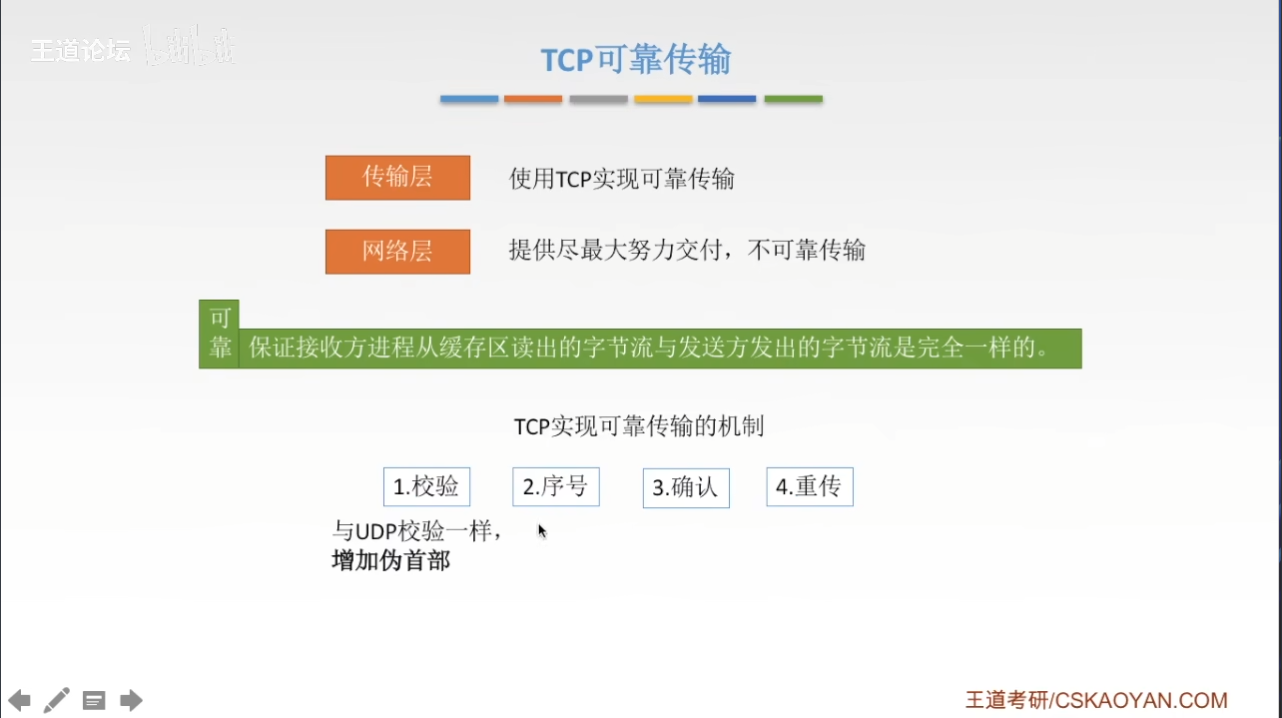 王道论坛 bilibili
TCP可靠传输
传输层 使用TCP实现可靠传输
网络层 提供尽最大努力交付，不可靠传输
可靠 保证接收方进程从缓存区读出的字节流与发送方发出的字节流是完全一样的。
TCP实现可靠传输的机制
1.校验 2.序号 3.确认 4.重传
与UDP校验一样，
增加伪首部
王道考研/CSKAOYAN.COM